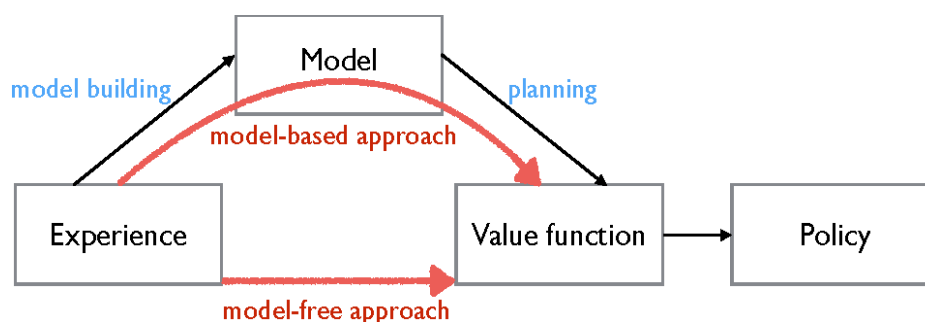 Model
model building
planning
model-based approach
Experience
Value function
Policy
model-free approach